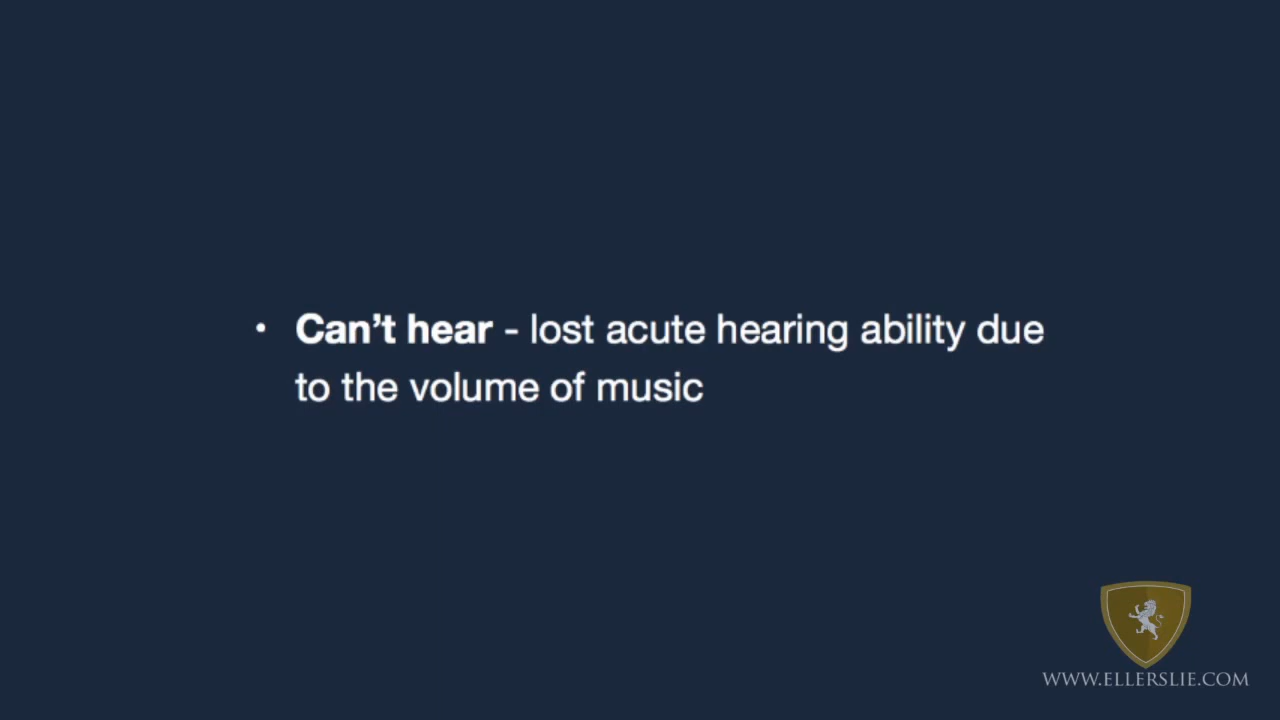 • Can't hear - lost acute hearing ability due
to the volume of music
WWW.ELLERSLIE.COM